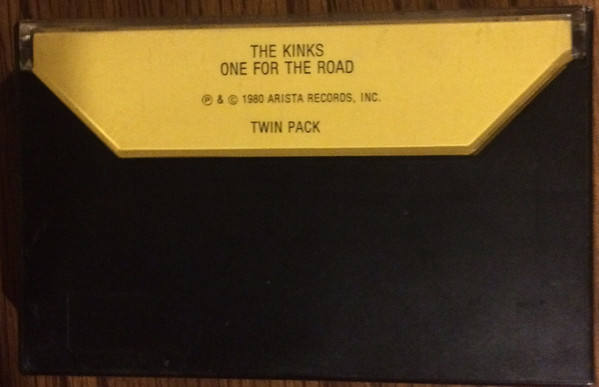 THE KINKS
ONE FOR THE ROAD
℗ & © 1980 ARISTA RECORDS, INC.
TWIN PACK